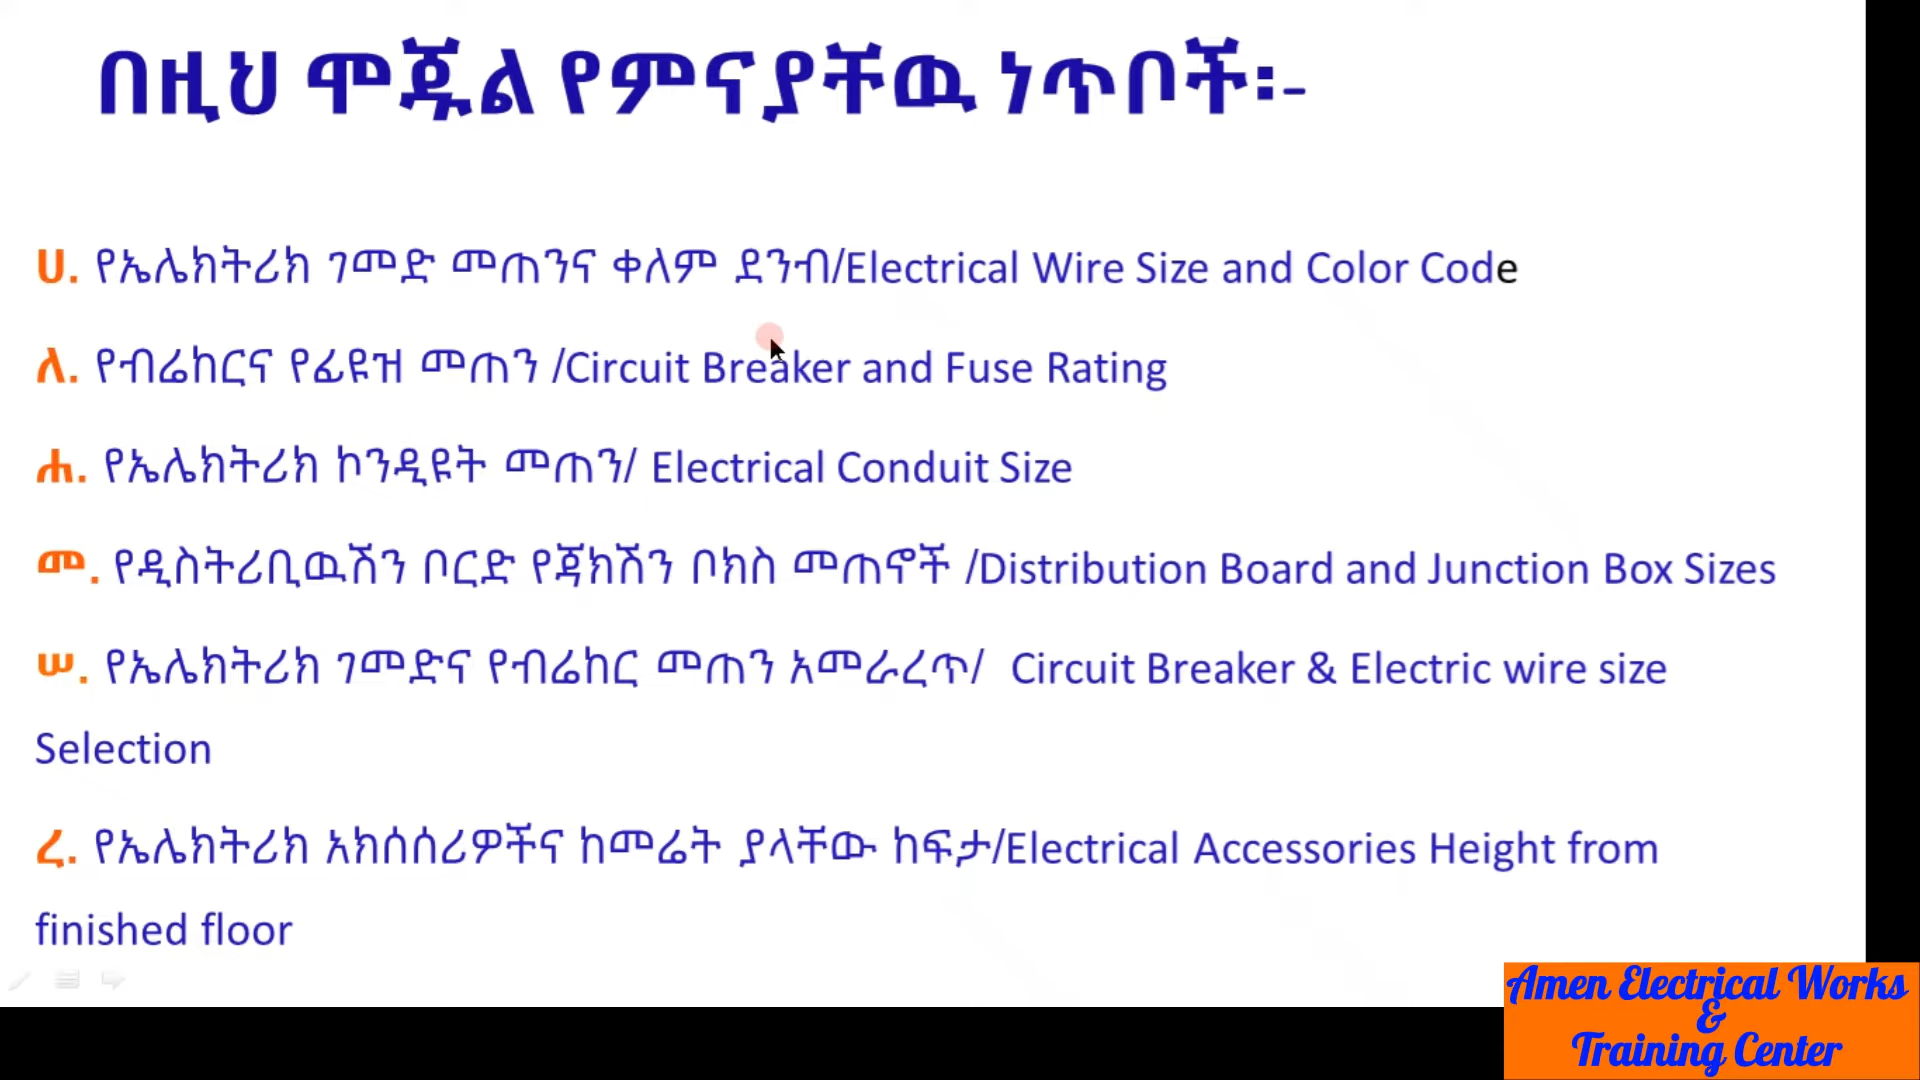 በዚህ ሞጁል የምናያቸዉ ነጥቦች፡-
ሀ. የኤሌክትሪክ ገመድ መጠንና ቀለም ደንብ/Electrical Wire Size and Color Code
ለ. የብሬከርና የፊዩዝ መጠን /Circuit Breaker and Fuse Rating
ሐ. የኤሌክትሪክ ኮንዲዩት መጠን/ Electrical Conduit Size
መ. የዲስትሪቢዉሽን ቦርድ የጃክሽን ቦክስ መጠኖች /Distribution Board and Junction Box Sizes
ሠ. የኤሌክትሪክ ገመድና የብሬከር መጠን አመራረጥ/ Circuit Breaker & Electric wire size
Selection
ረ. የኤሌክትሪክ አክሰሰሪዎችና ከመሬት ያላቸው ከፍታ/Electrical Accessories Height from
finished floor
Amen Electrical Works
&
Training Center